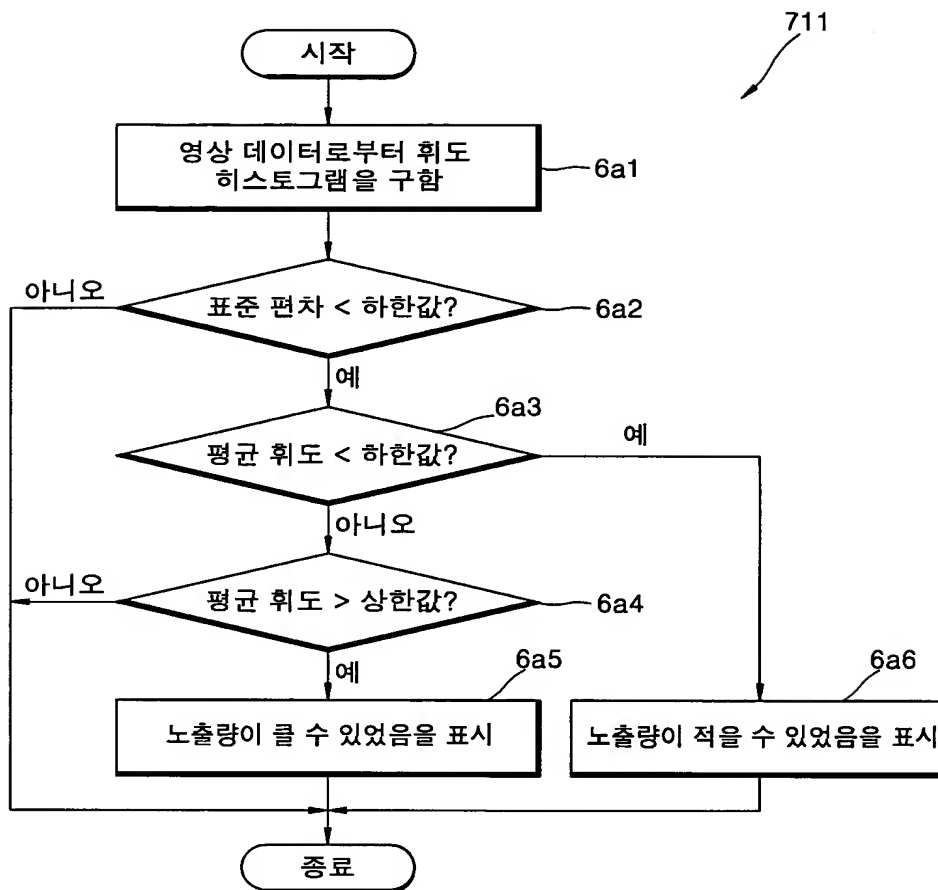 711
시작
영상 데이터로부터 휘도
히스토그램을 구함
6a1
아니오
표준 편차 < 하한값?
6a2
예
6a3
평균 휘도 < 하한값?
예
아니오
아니오
평균 휘도 > 상한값?
6a4
예
6a5
노출량이 클 수 있었음을 표시
6a6
노출량이 적을 수 있었음을 표시
종료